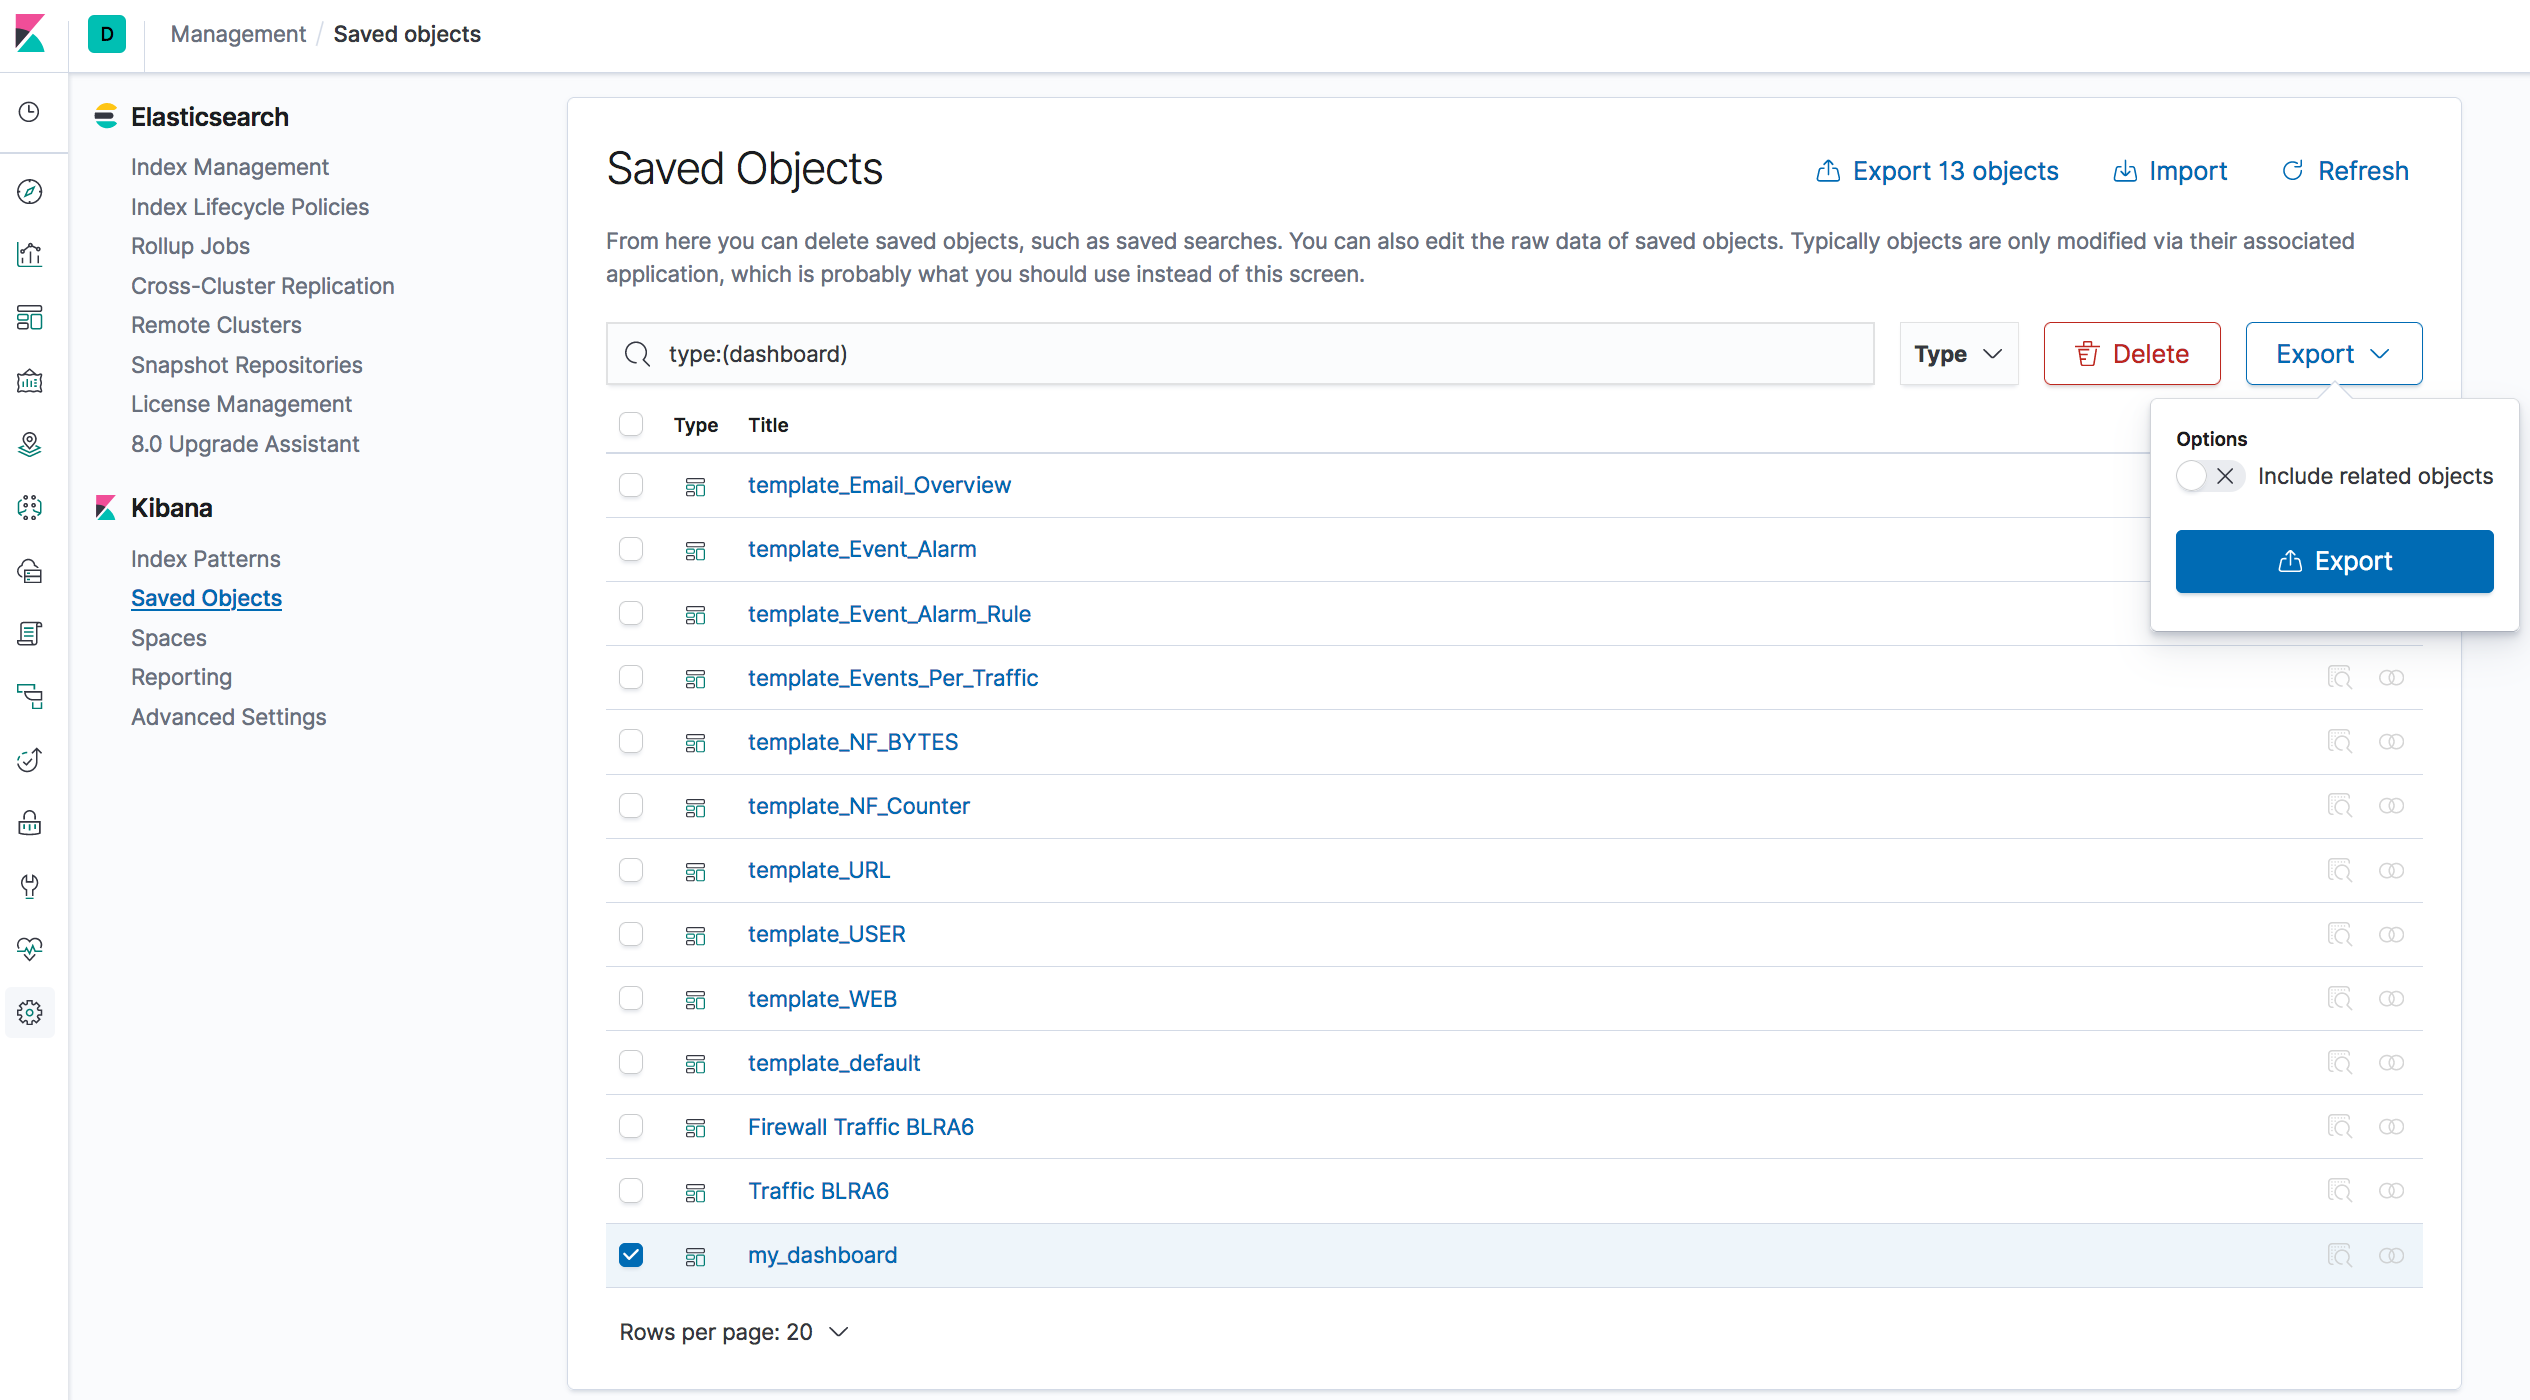 D
Management / Saved objects
Elasticsearch
Index Management
Index Lifecycle Policies
Rollup Jobs
Cross-Cluster Replication
Remote Clusters
Snapshot Repositories
License Management
8.0 Upgrade Assistant
Kibana
Index Patterns
Saved Objects
Spaces
Reporting
Advanced Settings
Saved Objects
Export 13 objects
Import
Refresh
From here you can delete saved objects, such as saved searches. You can also edit the raw data of saved objects. Typically objects are only modified via their associated
application, which is probably what you should use instead of this screen.
type:(dashboard)
Type
Delete
Export
Options
Include related objects
Export
Type Title
template_Email_Overview
template_Event_Alarm
template_Event_Alarm_Rule
template_Events_Per_Traffic
template_NF_BYTES
template_NF_Counter
template_URL
template_USER
template_WEB
template_default
Firewall Traffic BLRA6
Traffic BLRA6
my_dashboard
Rows per page: 20